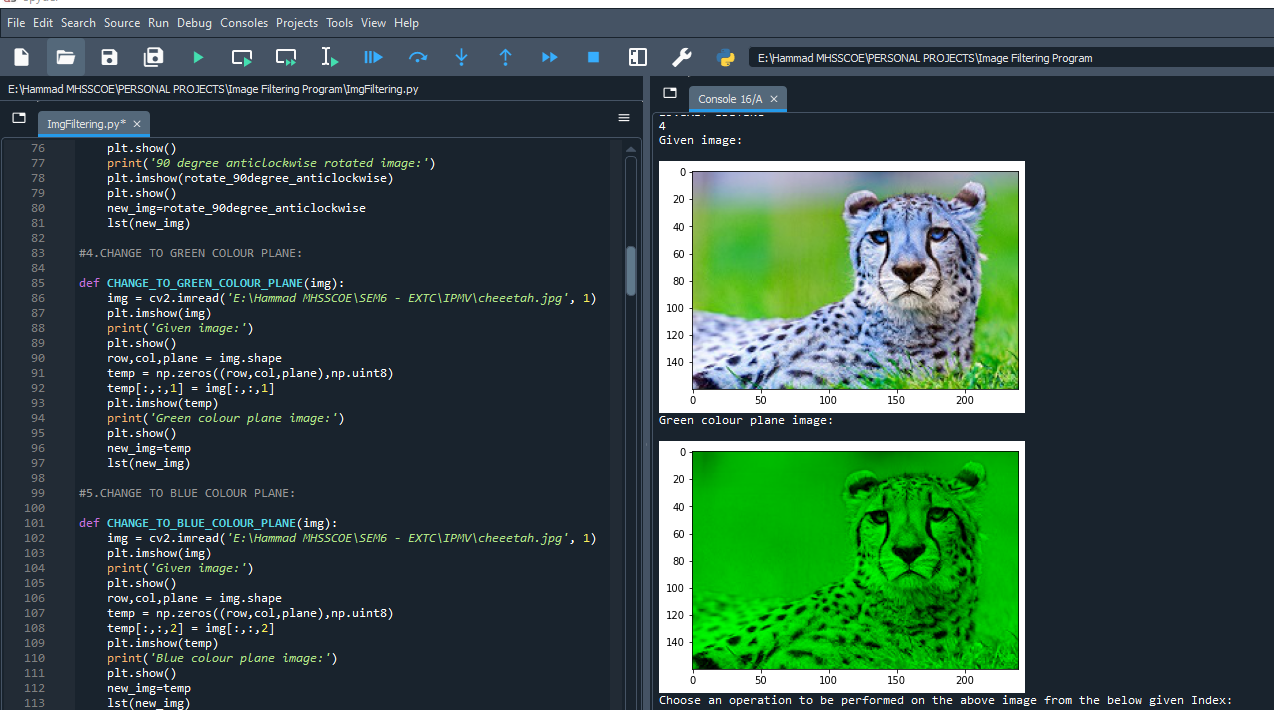 File Edit Search Source Run Debug Consoles Projects Tools View Help
E:\Hammad MHSSCOE\PERSONAL PROJECTS\Image Filtering Program
E:\Hammad MHSSCOE\PERSONAL PROJECTS\Image Filtering Program\ImgFiltering.py
ImgFiltering.py*
76 plt.show()
77 print('90 degree anticlockwise rotated image:')
78 plt.imshow(rotate_90degree_anticlockwise)
79 plt.show()
80 new_img=rotate_90degree_anticlockwise
81 lst(new_img)
82
83 #4.CHANGE TO GREEN COLOUR PLANE:
84
85 def CHANGE_TO_GREEN_COLOUR_PLANE(img):
86 img = cv2.imread('E:\Hammad MHSSCOE\SEM6 - EXTC\IPMV\cheeetah.jpg', 1)
87 plt.imshow(img)
88 print('Given image:')
89 plt.show()
90 row,col,plane = img.shape
91 temp = np.zeros((row,col,plane),np.uint8)
92 temp[:,:,1] = img[:,:,1]
93 plt.imshow(temp)
94 print('Green colour plane image:')
95 plt.show()
96 new_img=temp
97 lst(new_img)
98
99 #5.CHANGE TO BLUE COLOUR PLANE:
100
101 def CHANGE_TO_BLUE_COLOUR_PLANE(img):
102 img = cv2.imread('E:\Hammad MHSSCOE\SEM6 - EXTC\IPMV\cheeetah.jpg', 1)
103 plt.imshow(img)
104 print('Given image:')
105 plt.show()
106 row,col,plane = img.shape
107 temp = np.zeros((row,col,plane),np.uint8)
108 temp[:,:,2] = img[:,:,2]
109 plt.imshow(temp)
110 print('Blue colour plane image:')
111 plt.show()
112 new_img=temp
113 lst(new_img)
Console 16/A
4
Given image:
0
20
40
60
80
100
120
140
0 50 100 150 200
Green colour plane image:
0
20
40
60
80
100
120
140
0 50 100 150 200
Choose an operation to be performed on the above image from the below given Index: